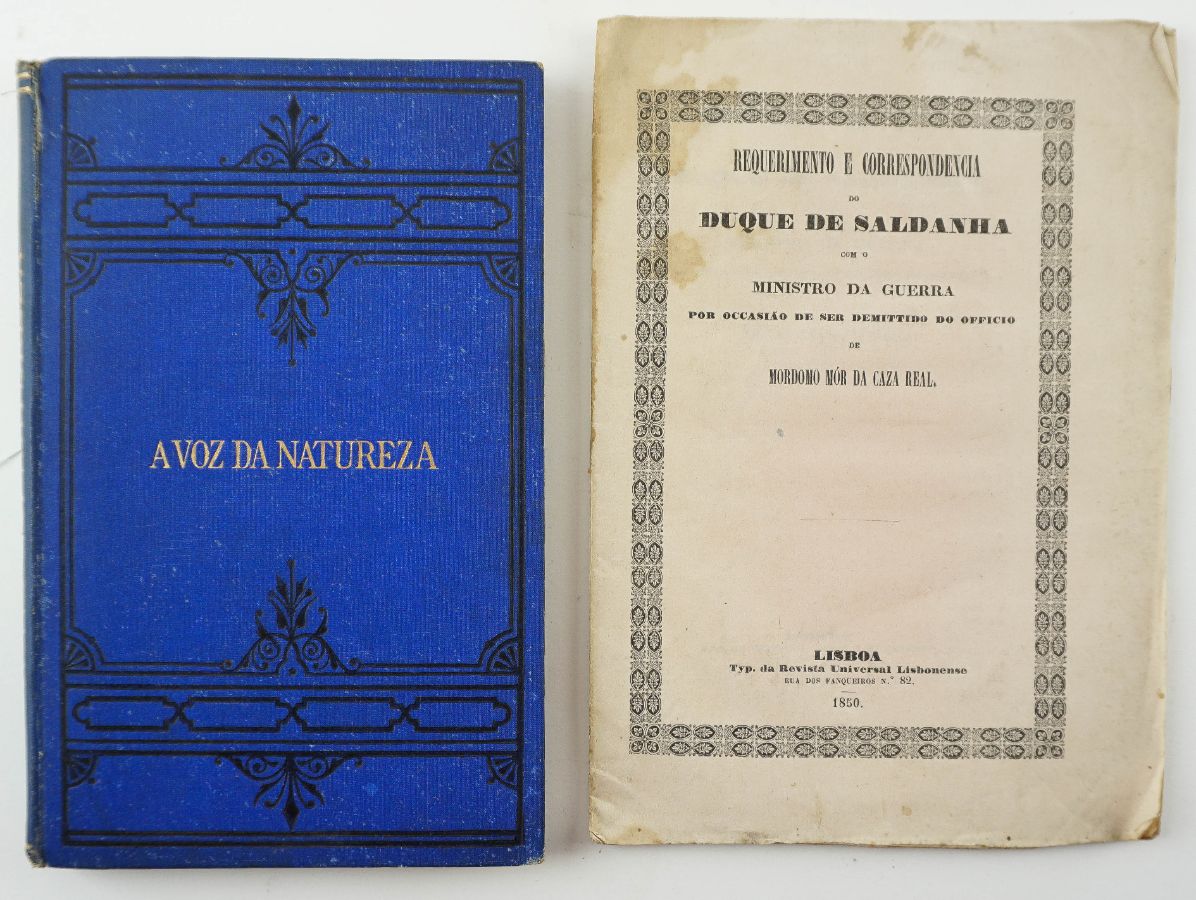 A VOZ DA NATUREZA
REQUERIMENTO E CORRESPONDENCIA
DO
DUQUE DE SALDANHA
COM O
MINISTRO DA GUERRA
POR OCCASIÃO DE SER DEMITTIDO DO OFFICIO
DE
MORDOMO MÓR DA CAZA REAL.
LISBOA
Typ. da Revista Universal Lisbonense
RUA DOS FANQUEIROS N.º 82.
1850.